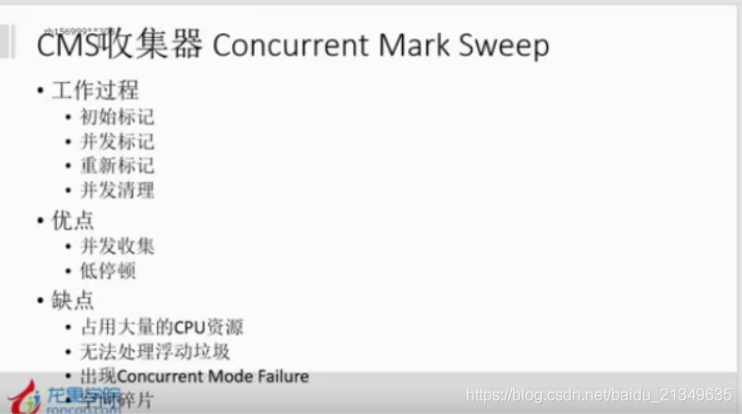 CMS收集器 Concurrent Mark Sweep
• 工作过程
• 初始标记
• 并发标记
• 重新标记
• 并发清理
• 优点
• 并发收集
• 低停顿
• 缺点
• 占用大量的CPU资源
• 无法处理浮动垃圾
• 出现Concurrent Mode Failure
• 空间碎片
龙果学院
roncoo.com
https://blog.csdn.net/baidu_21349635